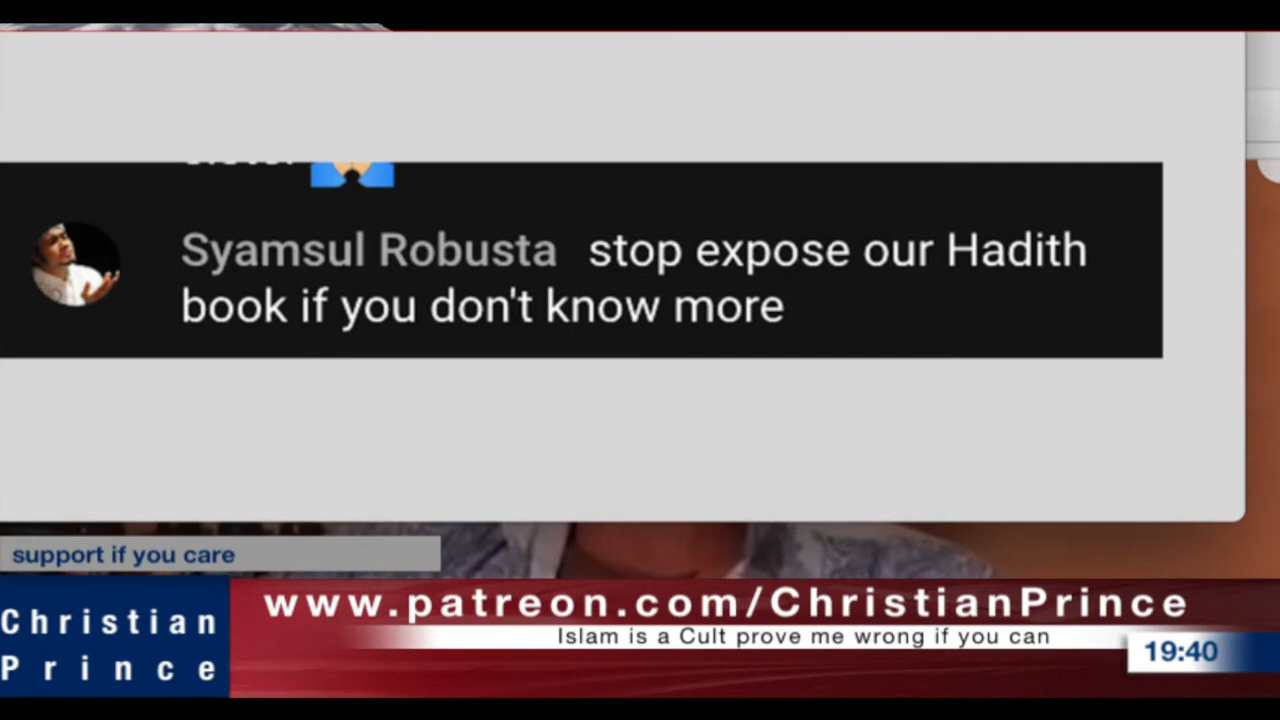 Syamsul Robusta stop expose our Hadith
book if you don't know more
support if you care
Christian
Prince
www.patreon.com/ChristianPrince
Islam is a Cult prove me wrong if you can
19:40